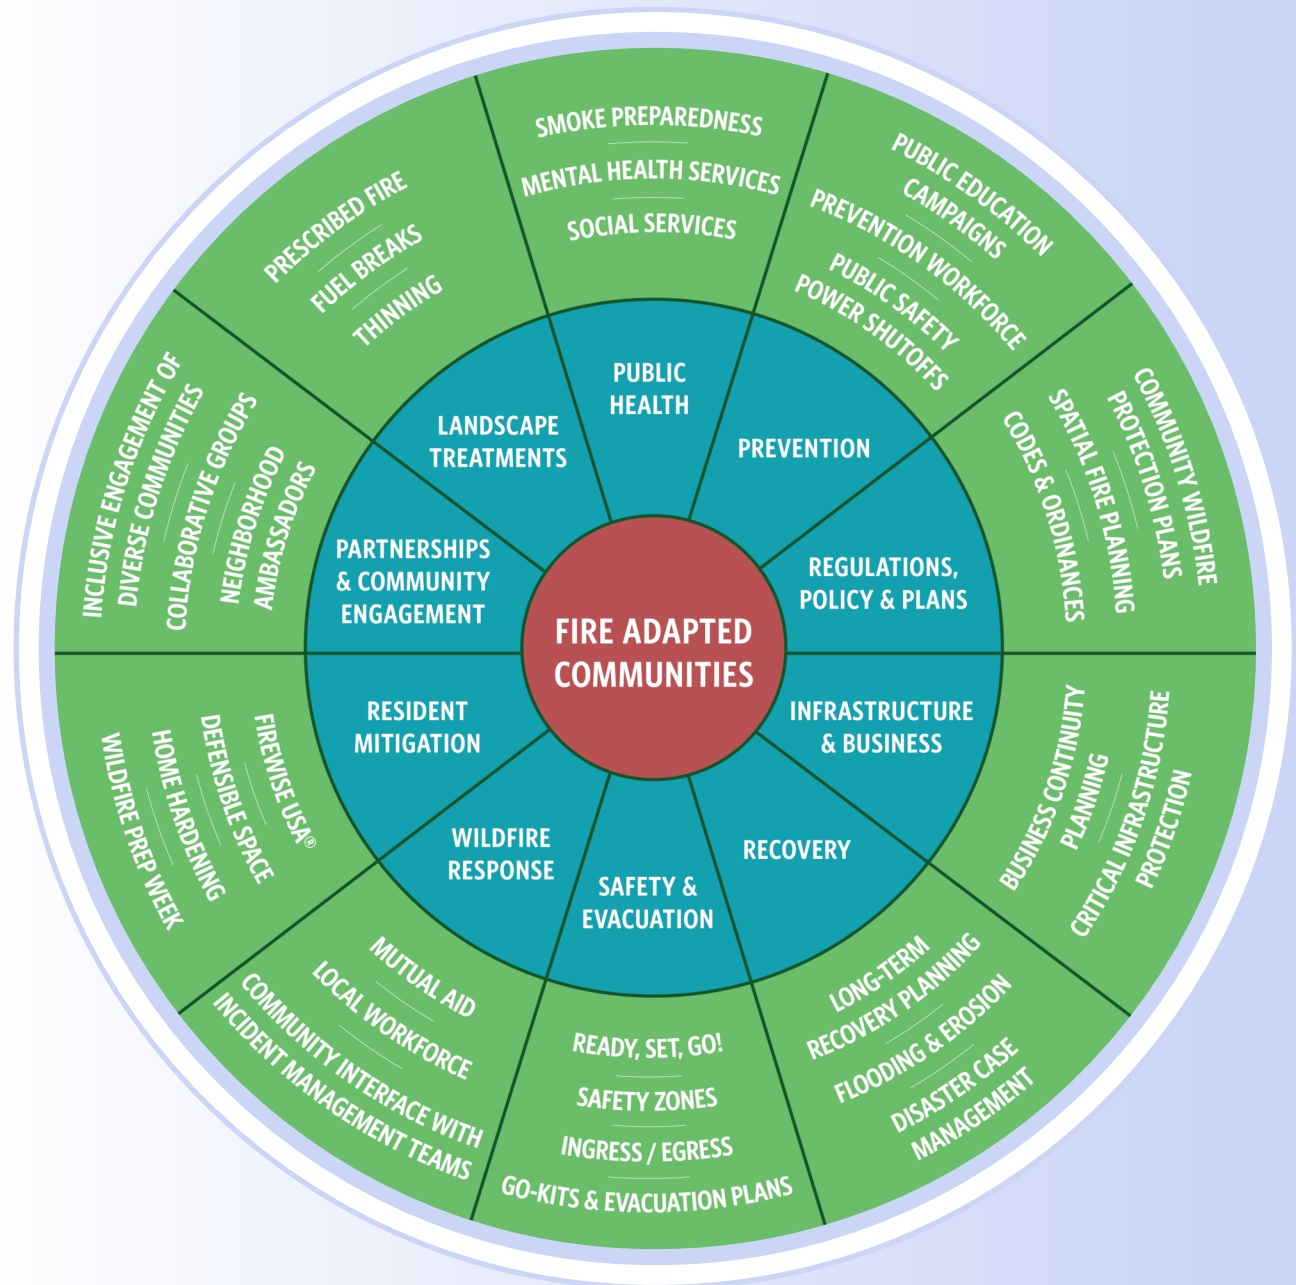 FIRE ADAPTED
COMMUNITIES
PUBLIC
HEALTH
SMOKE PREPAREDNESS
MENTAL HEALTH SERVICES
SOCIAL SERVICES
PREVENTION
PUBLIC EDUCATION
CAMPAIGNS
PREVENTION WORKFORCE
PUBLIC SAFETY
POWER SHUTOFFS
REGULATIONS,
POLICY & PLANS
COMMUNITY WILDFIRE
PROTECTION PLANS
SPATIAL FIRE PLANNING
CODES & ORDINANCES
INFRASTRUCTURE
& BUSINESS
BUSINESS CONTINUITY
PLANNING
CRITICAL INFRASTRUCTURE
PROTECTION
RECOVERY
LONG-TERM
RECOVERY PLANNING
FLOODING & EROSION
DISASTER CASE
MANAGEMENT
SAFETY &
EVACUATION
READY, SET, GO!
SAFETY ZONES
INGRESS / EGRESS
GO-KITS & EVACUATION PLANS
WILDFIRE
RESPONSE
MUTUAL AID
LOCAL WORKFORCE
COMMUNITY INTERFACE WITH
INCIDENT MANAGEMENT TEAMS
RESIDENT
MITIGATION
FIREWISE USA®
DEFENSIBLE SPACE
HOME HARDENING
WILDFIRE PREP WEEK
PARTNERSHIPS
& COMMUNITY
ENGAGEMENT
INCLUSIVE ENGAGEMENT OF
DIVERSE COMMUNITIES
COLLABORATIVE GROUPS
NEIGHBORHOOD
AMBASSADORS
LANDSCAPE
TREATMENTS
PRESCRIBED FIRE
FUEL BREAKS
THINNING